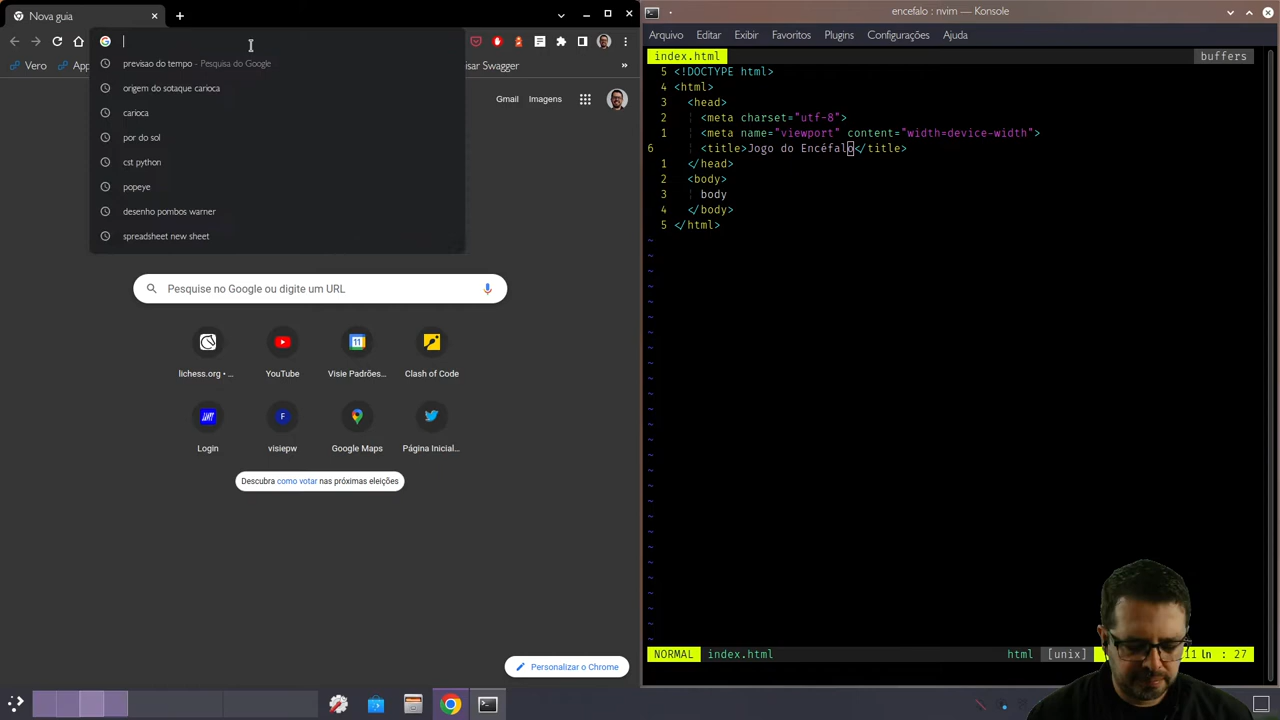 Nova guia
Vero
App
isar Swagger
»
previsao do tempo - Pesquisa do Google
origem do sotaque carioca
carioca
por do sol
cst python
popeye
desenho pombos warner
spreadsheet new sheet
Gmail Imagens
Pesquise no Google ou digite um URL
lichess.org • ...
YouTube
Visie Padrões...
Clash of Code
Login
visiepw
Google Maps
Página Inicial...
Descubra como votar nas próximas eleições
Personalizar o Chrome
encefalo : nvim — Konsole
Arquivo Editar Exibir Favoritos Plugins Configurações Ajuda
index.html buffers
5 <!DOCTYPE html>
4 <html>
3 <head>
2 <meta charset="utf-8">
1 <meta name="viewport" content="width=device-width">
6 <title>Jogo do Encéfalo</title>
1 </head>
2 <body>
3 body
4 </body>
5 </html>
NORMAL index.html html [unix] 11 ln : 27